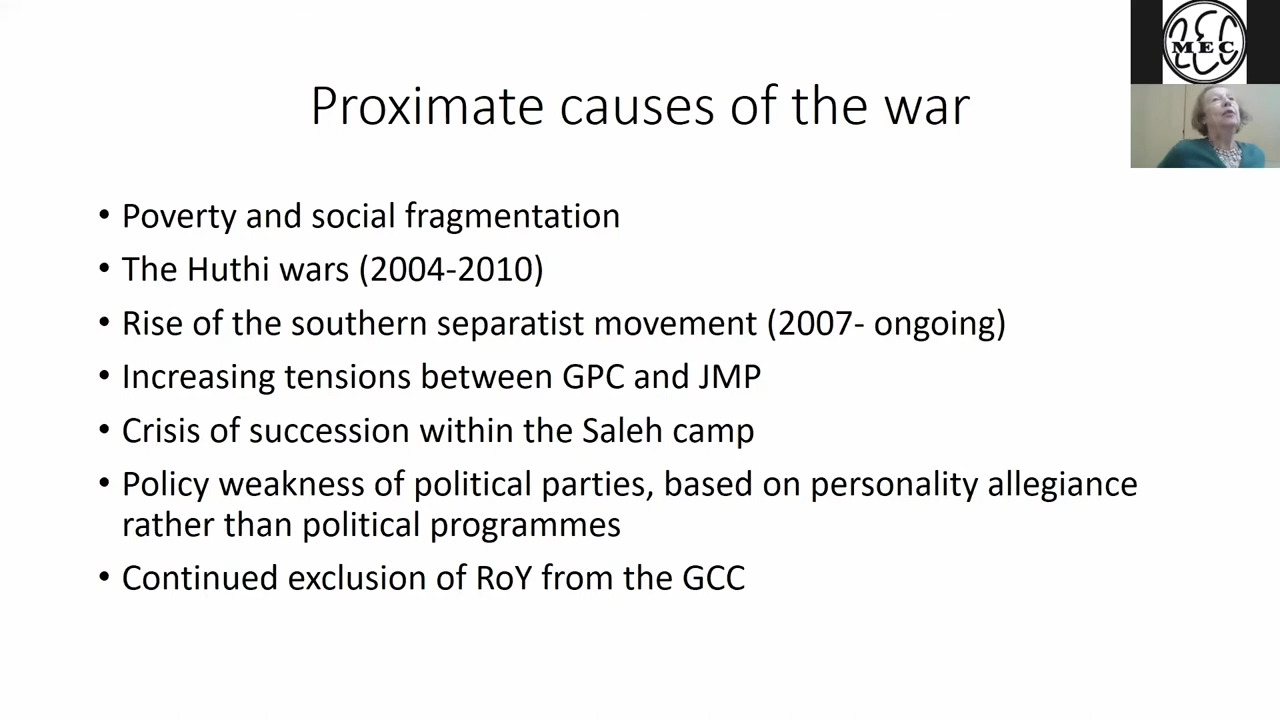 MEC
Proximate causes of the war
• Poverty and social fragmentation
• The Huthi wars (2004-2010)
• Rise of the southern separatist movement (2007- ongoing)
• Increasing tensions between GPC and JMP
• Crisis of succession within the Saleh camp
• Policy weakness of political parties, based on personality allegiance
rather than political programmes
• Continued exclusion of RoY from the GCC